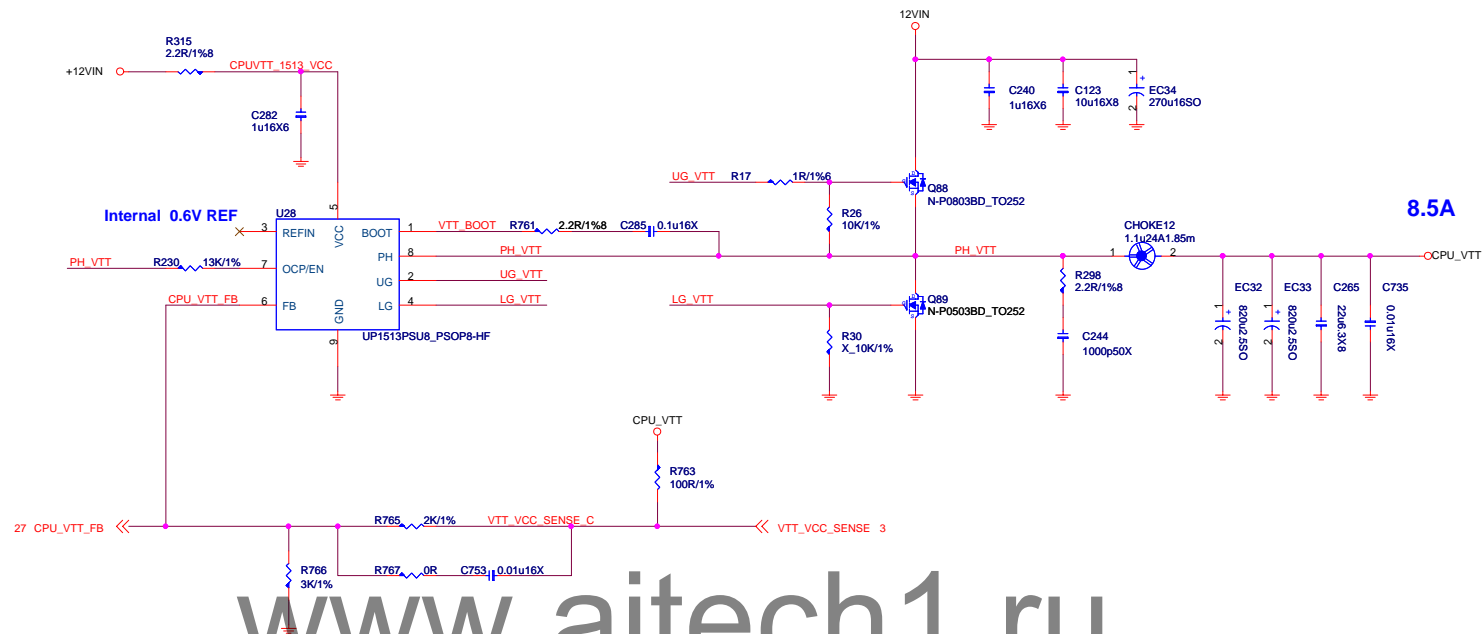 12VIN
R315
2.2R/1%8
+12VIN
CPUVTT_1513_VCC
C282
1u16X6
C240
1u16X6
C123
10u16X8
1
+
2
EC34
270u16SO
UG_VTT
R17
1R/1%6
Q88
N-P0803BD_TO252
R26
10K/1%
8.5A
Internal 0.6V REF
U28
5
3
REFIN
VCC
BOOT
1
VTT_BOOT
R761
2.2R/1%8
C285
0.1u16X
CHOKE12
1.1u24A1.85m
PH_VTT
R230
13K/1%
7
OCP/EN
PH
8
PH_VTT
PH_VTT
1
2
CPU_VTT
UG
2
UG_VTT
CPU_VTT_FB
6
FB
GND
LG
4
LG_VTT
LG_VTT
Q89
N-P0503BD_TO252
9
UP1513PSU8_PSOP8-HF
R30
X_10K/1%
R298
2.2R/1%8
C244
1000p50X
EC32
820u2.5SO
1
+
2
EC33
820u2.5SO
1
+
2
C265
22u6.3X8
C735
0.01u16X
CPU_VTT
R763
100R/1%
27 CPU_VTT_FB
R765
2K/1%
VTT_VCC_SENSE_C
VTT_VCC_SENSE 3
R766
3K/1%
R767
0R
C753
0.01u16X
www.aitech1.ru